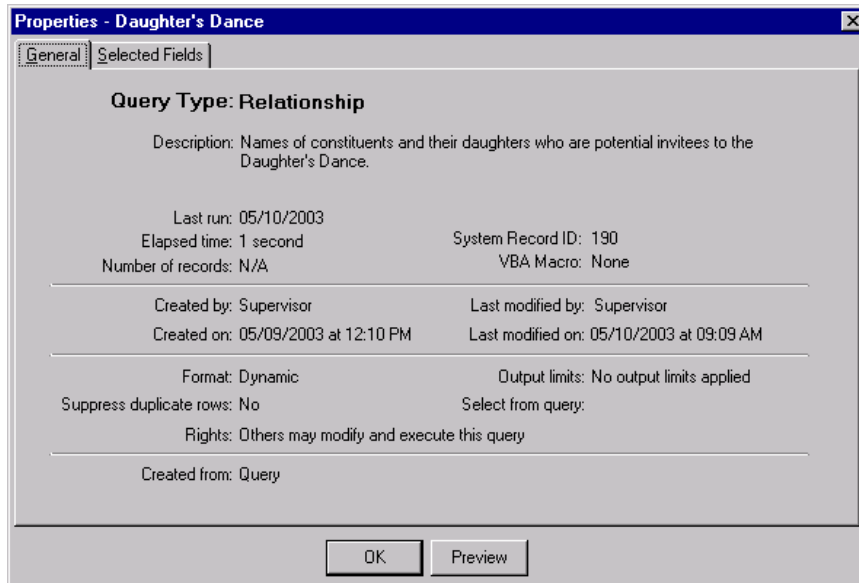 Properties - Daughter's Dance
General Selected Fields
Query Type: Relationship
Description: Names of constituents and their daughters who are potential invitees to the
Daughter's Dance.
Last run: 05/10/2003
Elapsed time: 1 second System Record ID: 190
Number of records: N/A VBA Macro: None
Created by: Supervisor Last modified by: Supervisor
Created on: 05/09/2003 at 12:10 PM Last modified on: 05/10/2003 at 09:09 AM
Format: Dynamic Output limits: No output limits applied
Suppress duplicate rows: No Select from query:
Rights: Others may modify and execute this query
Created from: Query
OK Preview